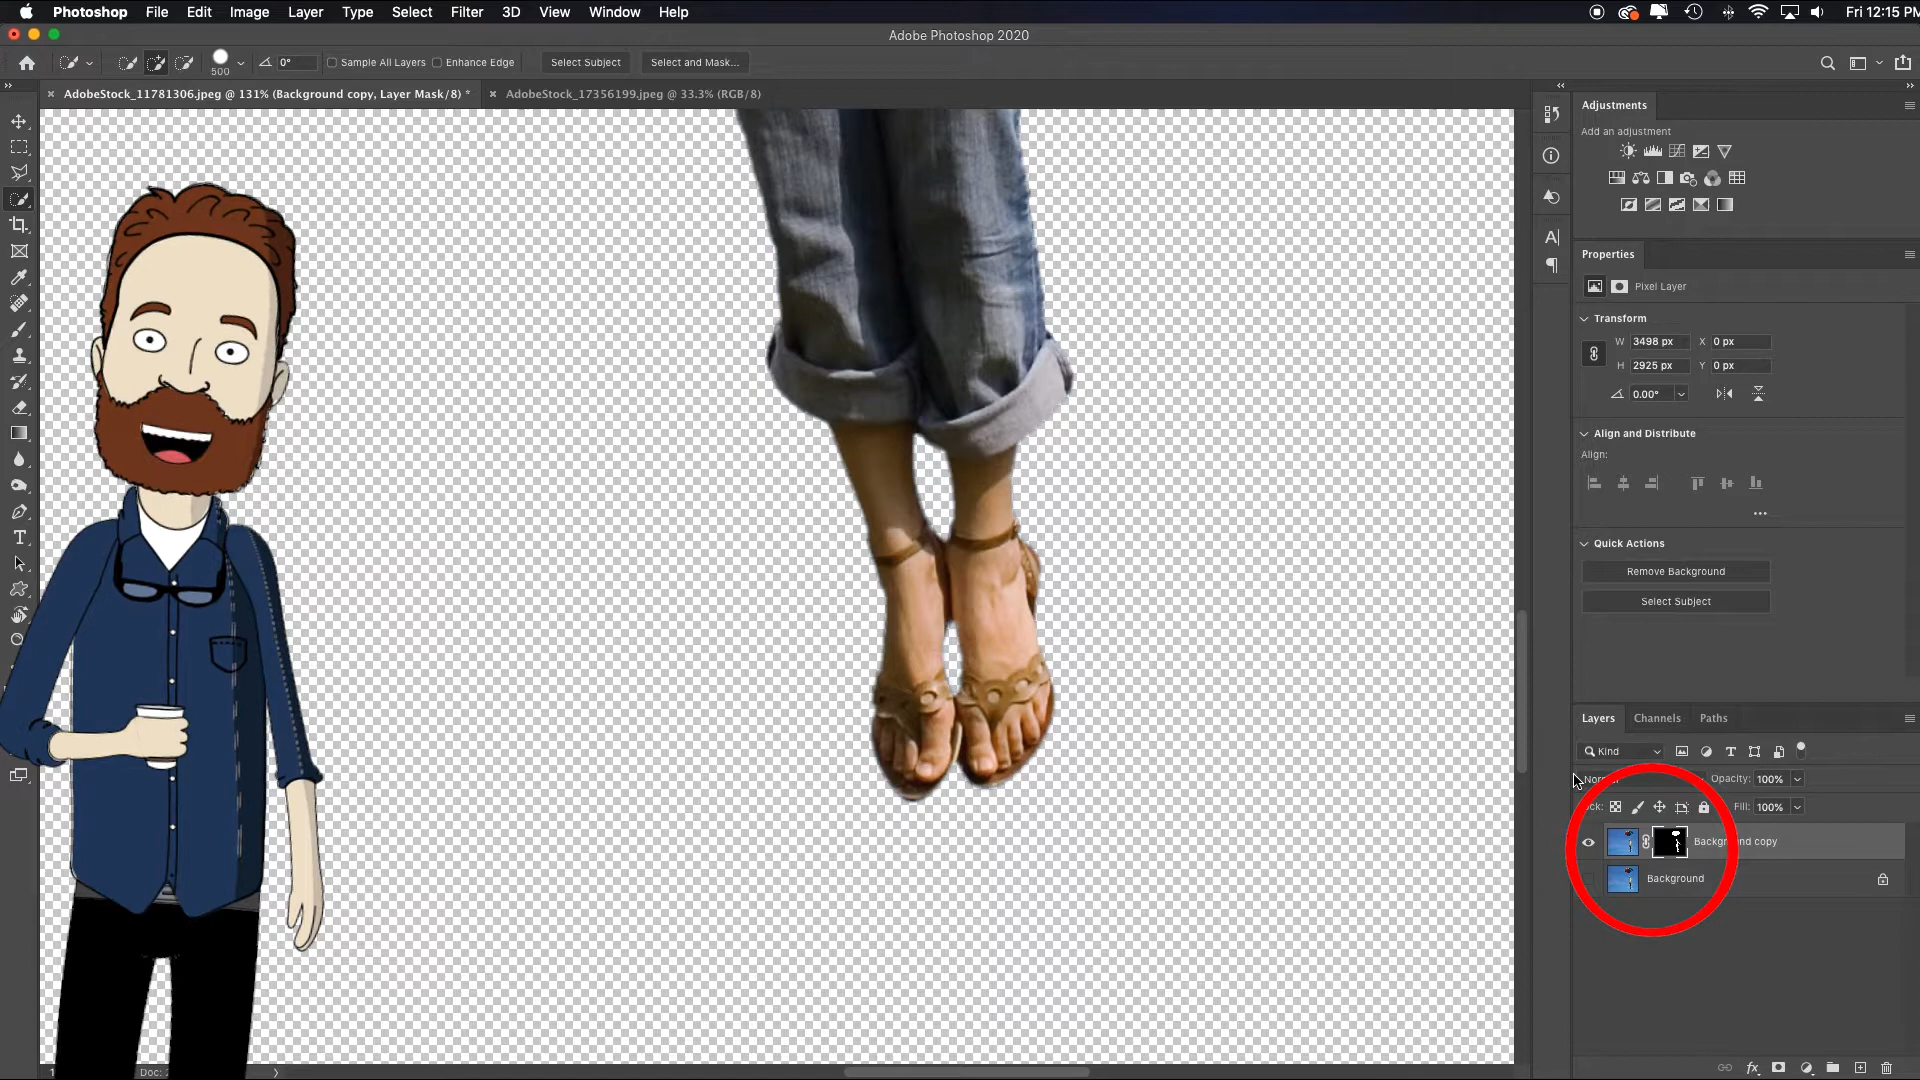 Photoshop File Edit Image Layer Type Select Filter 3D View Window Help Fri 12:15 PM
Adobe Photoshop 2020
500 0° Sample All Layers Enhance Edge Select Subject Select and Mask...
AdobeStock_11781306.jpeg @ 131% (Background copy, Layer Mask/8) * AdobeStock_17356199.jpeg @ 33.3% (RGB/8)
Adjustments
Add an adjustment
Properties
Pixel Layer
Transform
W 3498 px X 0 px
H 2925 px Y 0 px
0.00°
Align and Distribute
Align:
Quick Actions
Remove Background
Select Subject
Layers Channels Paths
Kind
Opacity: 100%
Fill: 100%
Background copy
Background
fx
Doc: